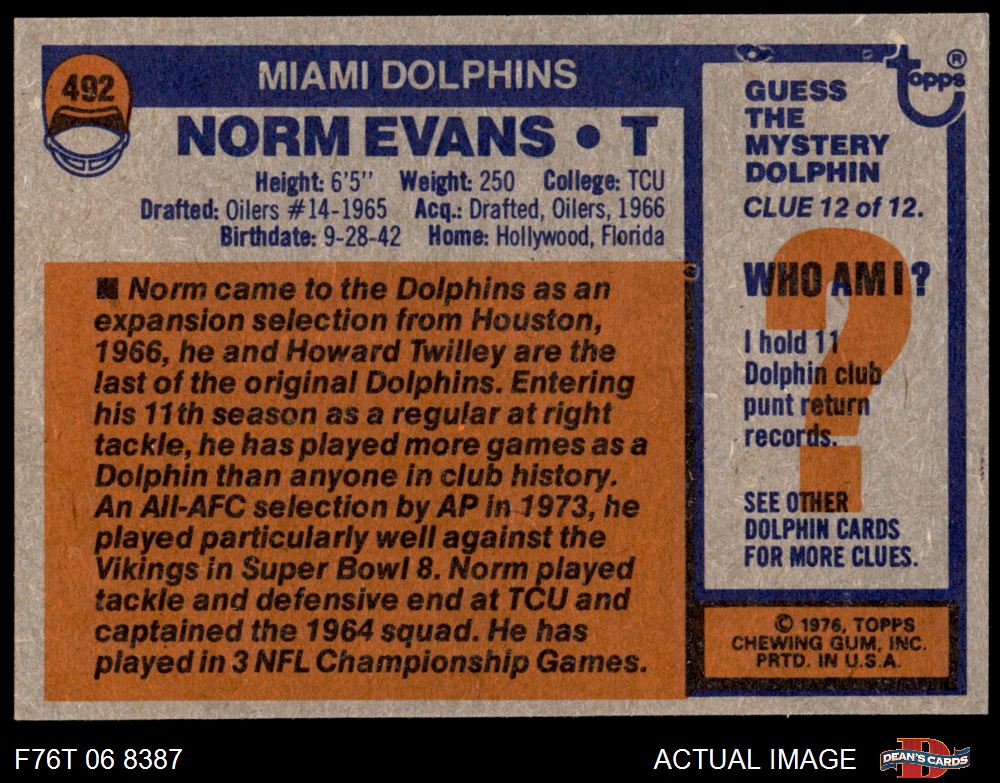 492
MIAMI DOLPHINS
NORM EVANS • T
Height: 6'5" Weight: 250 College: TCU
Drafted: Oilers #14-1965 Acq.: Drafted, Oilers, 1966
Birthdate: 9-28-42 Home: Hollywood, Florida
■ Norm came to the Dolphins as an
expansion selection from Houston,
1966, he and Howard Twilley are the
last of the original Dolphins. Entering
his 11th season as a regular at right
tackle, he has played more games as a
Dolphin than anyone in club history.
An All-AFC selection by AP in 1973, he
played particularly well against the
Vikings in Super Bowl 8. Norm played
tackle and defensive end at TCU and
captained the 1964 squad. He has
played in 3 NFL Championship Games.
Topps®
GUESS
THE
MYSTERY
DOLPHIN
CLUE 12 of 12.
?
WHO AM I?
I hold 11
Dolphin club
punt return
records.
SEE OTHER
DOLPHIN CARDS
FOR MORE CLUES.
© 1976, TOPPS
CHEWING GUM, INC.
PRTD. IN U.S.A.
F76T 06 8387
ACTUAL IMAGE
D
DEAN'S CARDS